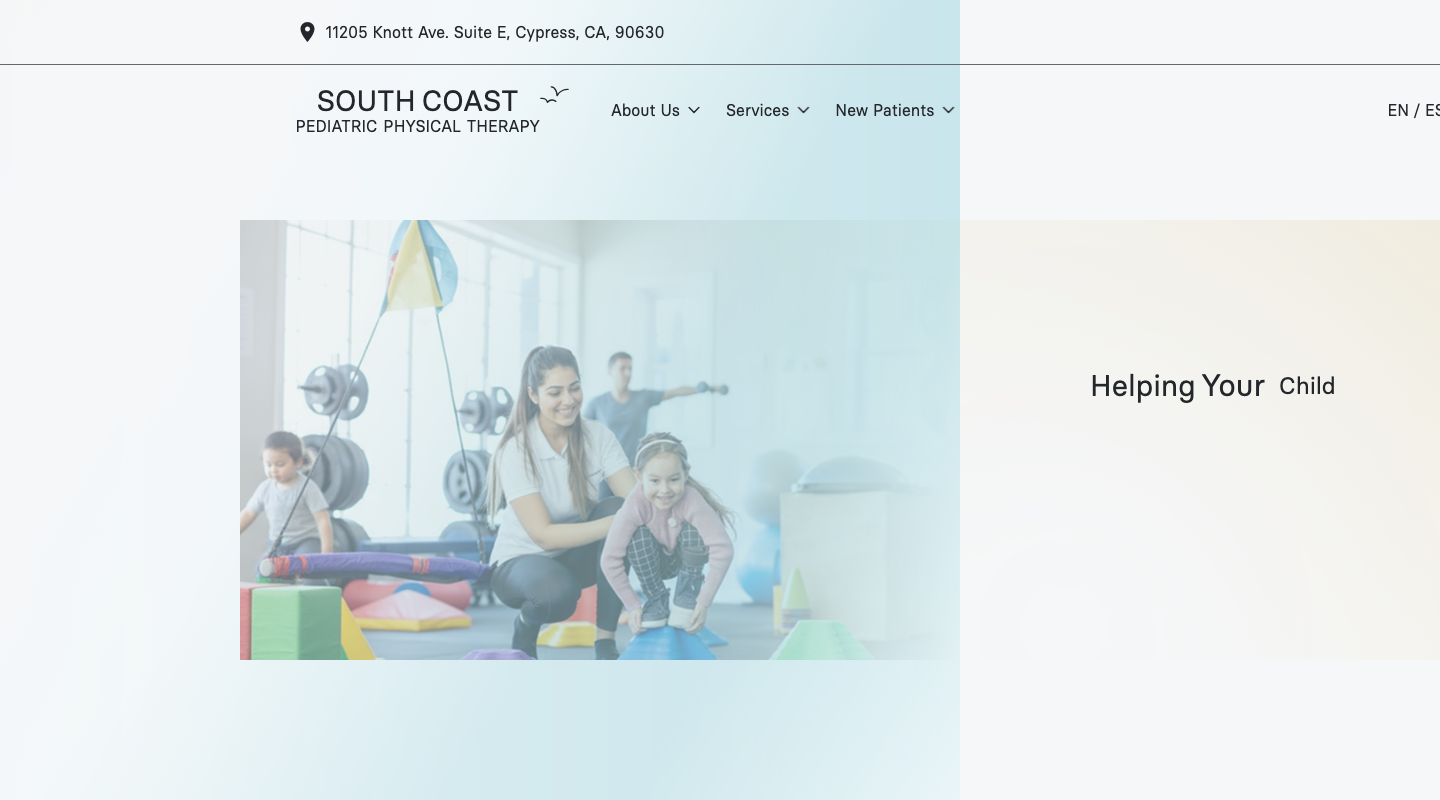 11205 Knott Ave. Suite E, Cypress, CA, 90630
SOUTH COAST
PEDIATRIC PHYSICAL THERAPY
About Us
Services
New Patients
EN / ES
Helping Your Child